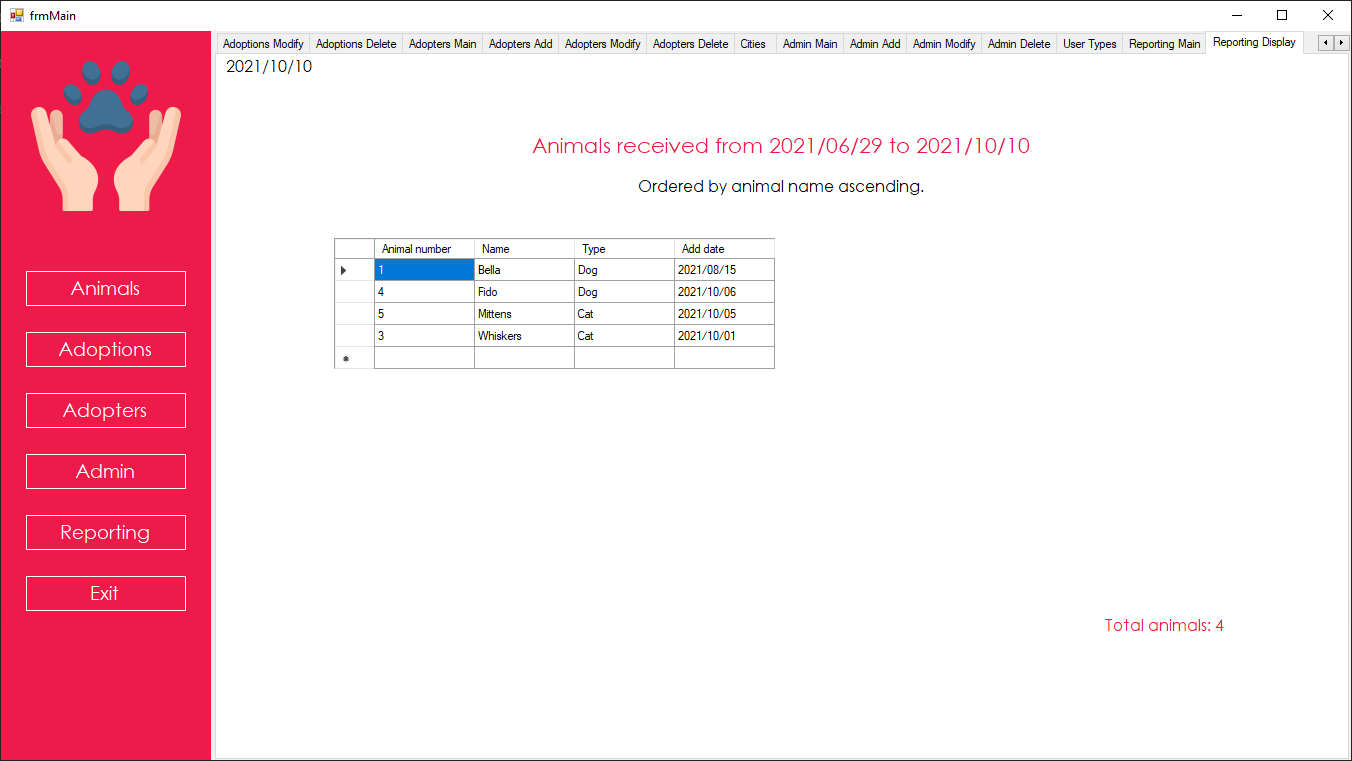 frmMain
Adoptions Modify Adoptions Delete Adopters Main Adopters Add Adopters Modify Adopters Delete Cities Admin Main Admin Add Admin Modify Admin Delete User Types Reporting Main Reporting Display
2021/10/10
Animals received from 2021/06/29 to 2021/10/10
Ordered by animal name ascending.
Animal number Name Type Add date
1 Bella Dog 2021/08/15
4 Fido Dog 2021/10/06
5 Mittens Cat 2021/10/05
3 Whiskers Cat 2021/10/01
Total animals: 4
Animals
Adoptions
Adopters
Admin
Reporting
Exit